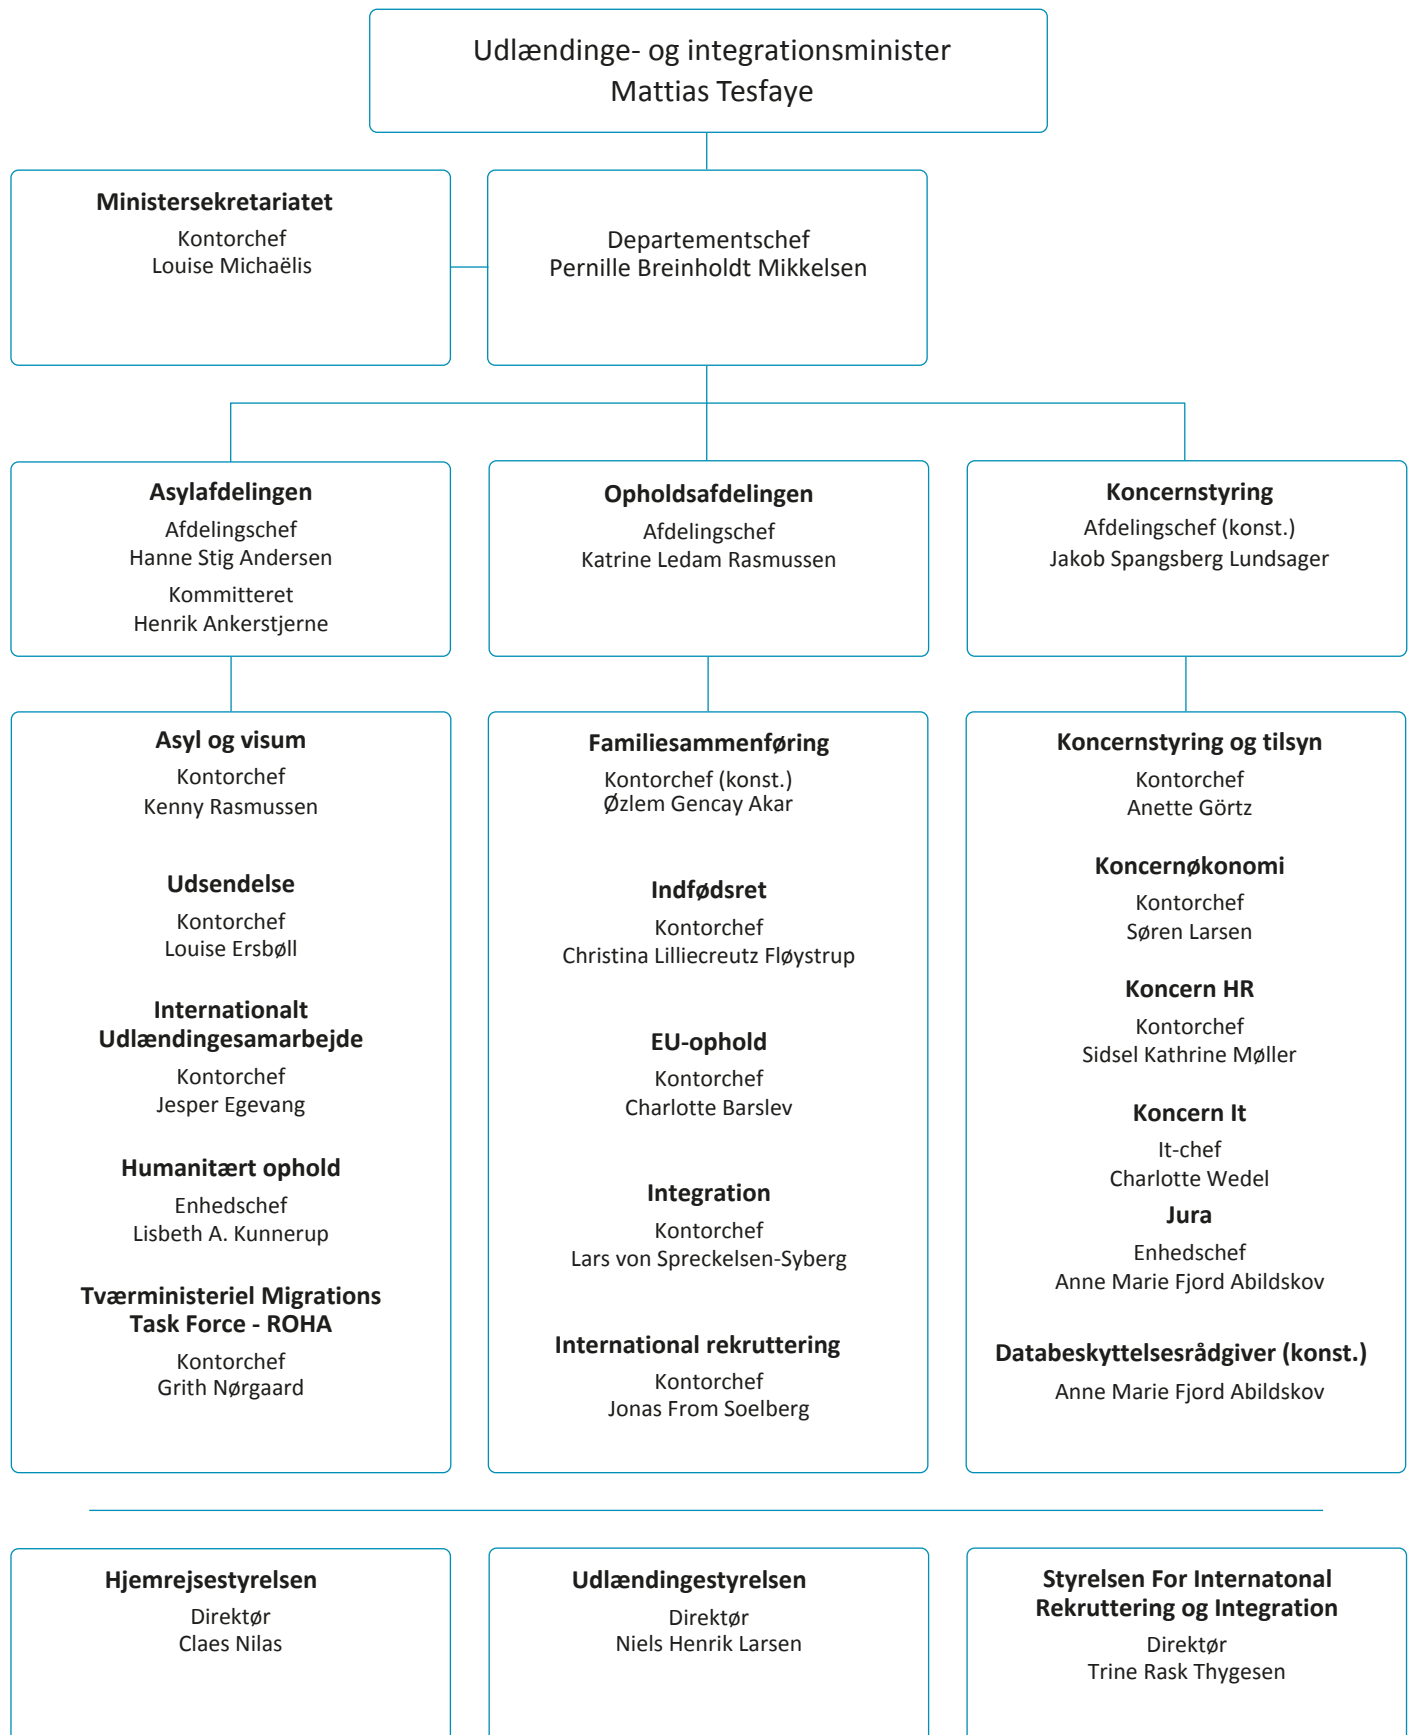 Udlændinge- og integrationsminister
Mattias Tesfaye
Ministersekretariatet
Kontorchef
Louise Michaëlis
Departementschef
Pernille Breinholdt Mikkelsen
Asylafdelingen
Afdelingschef
Hanne Stig Andersen
Kommitteret
Henrik Ankerstjerne
Opholdsafdelingen
Afdelingschef
Katrine Ledam Rasmussen
Koncernstyring
Afdelingschef (konst.)
Jakob Spangsberg Lundsager
Asyl og visum
Kontorchef
Kenny Rasmussen
Udsendelse
Kontorchef
Louise Ersbøll
Internationalt
Udlændingesamarbejde
Kontorchef
Jesper Egevang
Humanitært ophold
Enhedschef
Lisbeth A. Kunnerup
Tværministeriel Migrations
Task Force - ROHA
Kontorchef
Grith Nørgaard
Familiesammenføring
Kontorchef (konst.)
Øzlem Gencay Akar
Indfødsret
Kontorchef
Christina Lilliecreutz Fløystrup
EU-ophold
Kontorchef
Charlotte Barslev
Integration
Kontorchef
Lars von Spreckelsen-Syberg
International rekruttering
Kontorchef
Jonas From Soelberg
Koncernstyring og tilsyn
Kontorchef
Anette Görtz
Koncernøkonomi
Kontorchef
Søren Larsen
Koncern HR
Kontorchef
Sidsel Kathrine Møller
Koncern It
It-chef
Charlotte Wedel
Jura
Enhedschef
Anne Marie Fjord Abildskov
Databeskyttelsesrådgiver (konst.)
Anne Marie Fjord Abildskov
Hjemrejsestyrelsen
Direktør
Claes Nilas
Udlændingestyrelsen
Direktør
Niels Henrik Larsen
Styrelsen For Internatonal
Rekruttering og Integration
Direktør
Trine Rask Thygesen